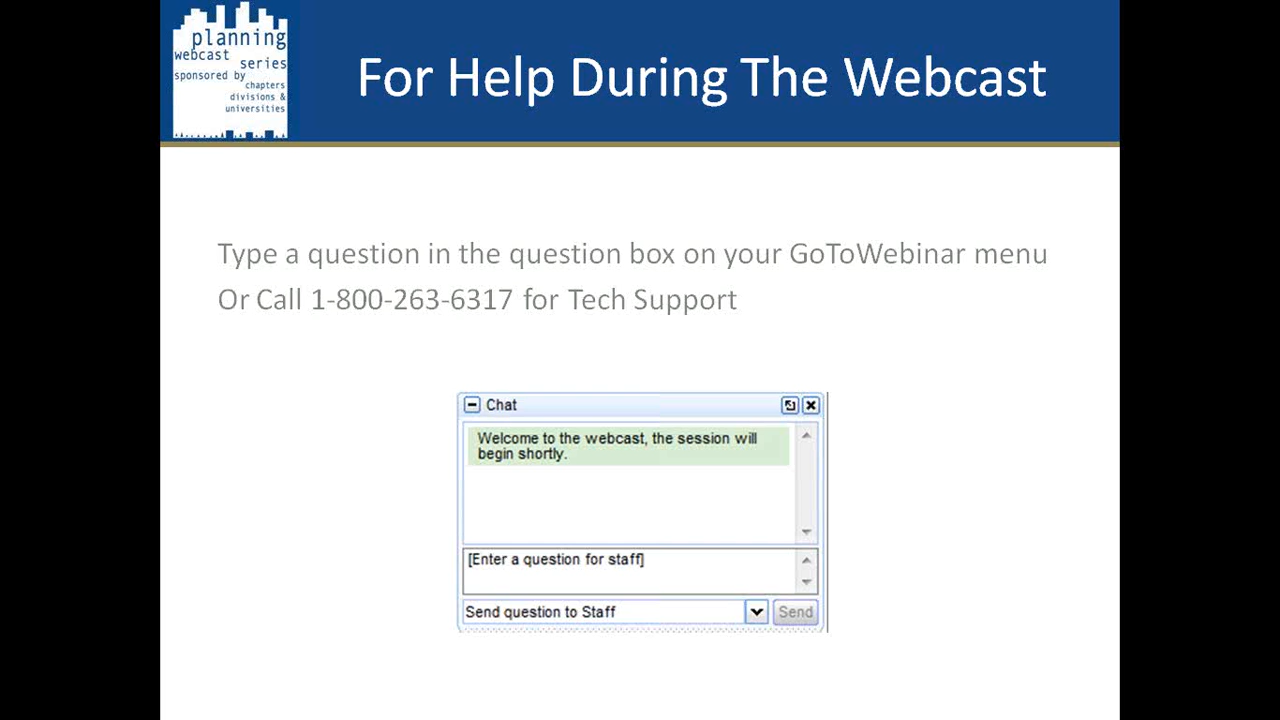 planning
webcast
series
sponsored by
chapters
divisions &
universities
For Help During The Webcast
Type a question in the question box on your GoToWebinar menu
Or Call 1-800-263-6317 for Tech Support
Chat
Welcome to the webcast, the session will
begin shortly.
[Enter a question for staff]
Send question to Staff
Send